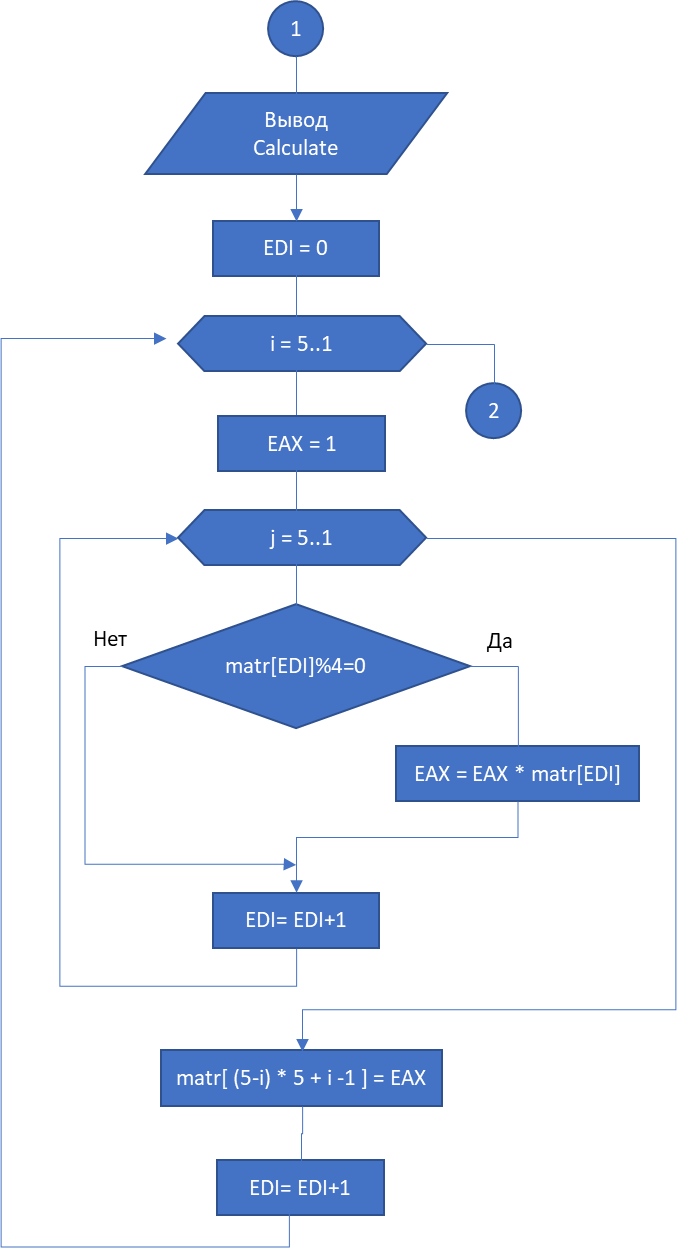 1
Вывод
Calculate
EDI = 0
i = 5..1
2
EAX = 1
j = 5..1
Нет
Да
matr[EDI]%4=0
EAX = EAX * matr[EDI]
EDI= EDI+1
matr[ (5-i) * 5 + i -1 ] = EAX
EDI= EDI+1